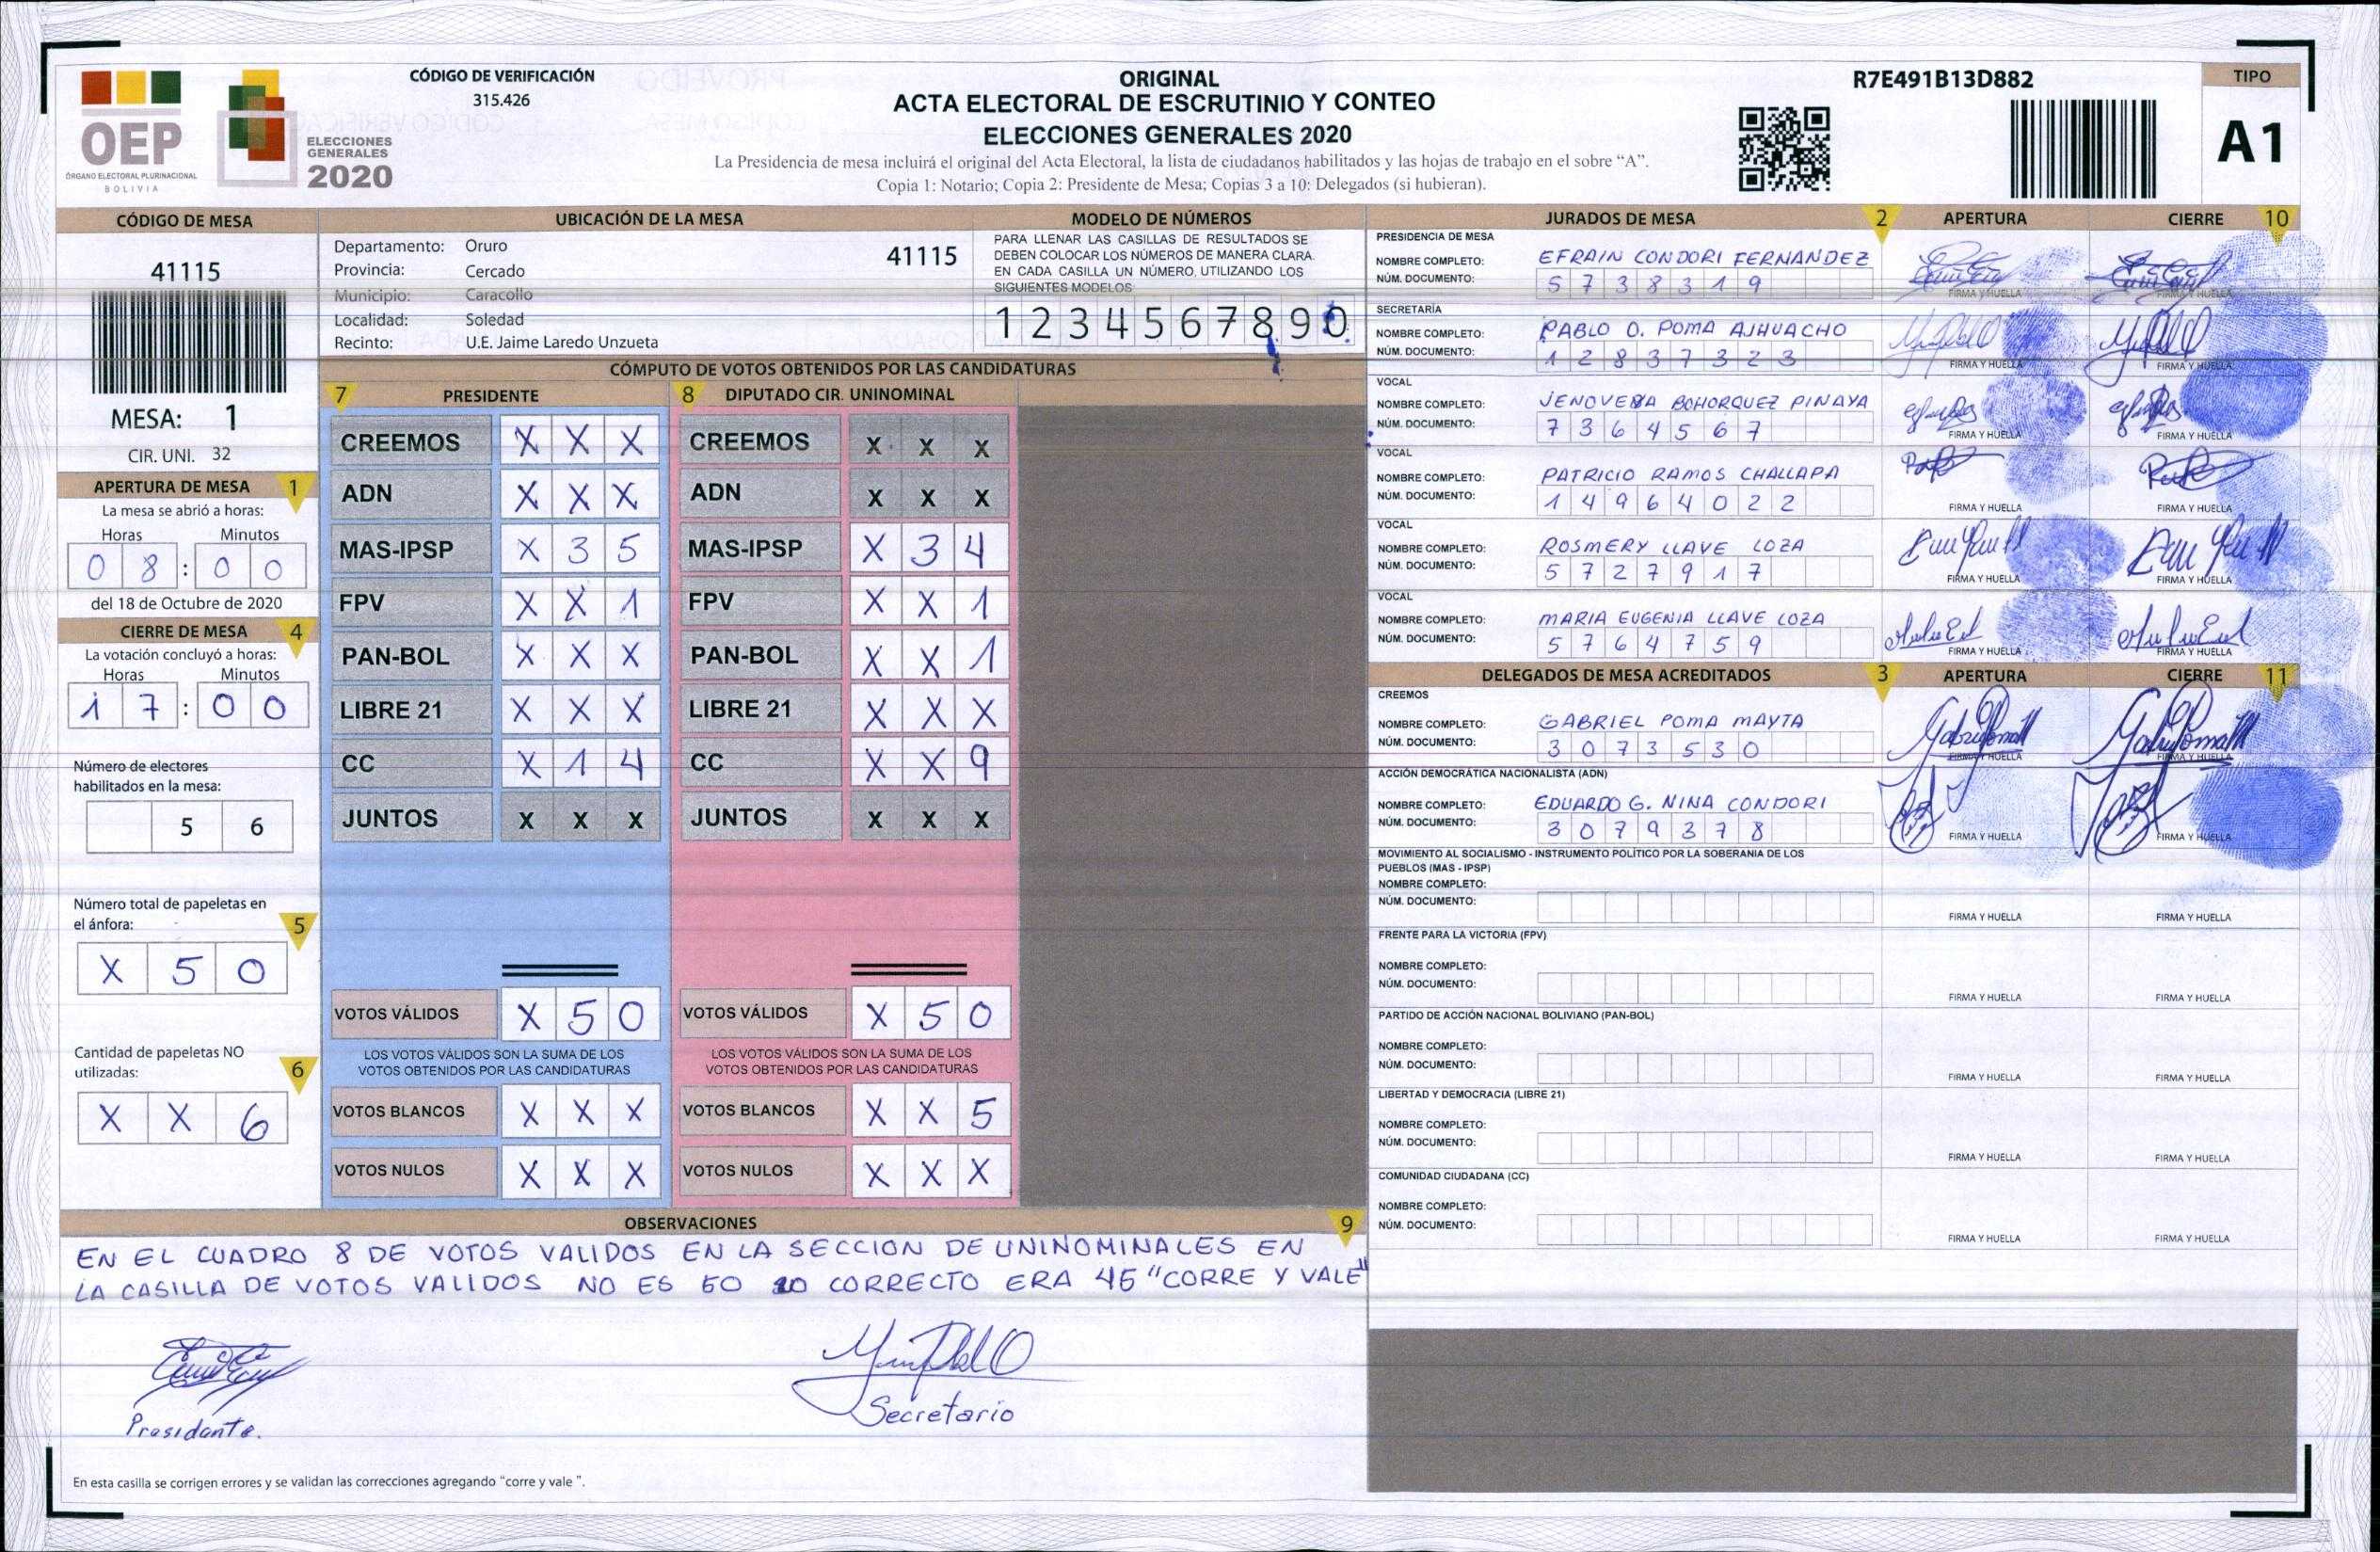 OEP
ÓRGANO ELECTORAL PLURINACIONAL
BOLIVIA
ELECCIONES
GENERALES
2020
CÓDIGO DE VERIFICACIÓN
315.426
ORIGINAL
ACTA ELECTORAL DE ESCRUTINIO Y CONTEO
ELECCIONES GENERALES 2020
La Presidencia de mesa incluirá el original del Acta Electoral, la lista de ciudadanos habilitados y las hojas de trabajo en el sobre “A”.
Copia 1: Notario; Copia 2: Presidente de Mesa; Copias 3 a 10: Delegados (si hubieran).
R7E491B13D882
TIPO
A1
CÓDIGO DE MESA
41115
MESA: 1
CIR. UNI. 32
UBICACIÓN DE LA MESA
Departamento: Oruro
41115
Provincia: Cercado
Municipio: Caracollo
Localidad: Soledad
Recinto: U.E. Jaime Laredo Unzueta
MODELO DE NÚMEROS
PARA LLENAR LAS CASILLAS DE RESULTADOS SE
DEBEN COLOCAR LOS NÚMEROS DE MANERA CLARA.
EN CADA CASILLA UN NÚMERO, UTILIZANDO LOS
SIGUIENTES MODELOS:
1 2 3 4 5 6 7 8 9 0
APERTURA DE MESA 1
La mesa se abrió a horas:
Horas Minutos
0 8 : 0 0
del 18 de Octubre de 2020
CIERRE DE MESA 4
La votación concluyó a horas:
Horas Minutos
1 7 : 0 0
Número de electores
habilitados en la mesa:
5 6
Número total de papeletas en
el ánfora: 5
X 5 0
Cantidad de papeletas NO
utilizadas: 6
X X 6
CÓMPUTO DE VOTOS OBTENIDOS POR LAS CANDIDATURAS
7 PRESIDENTE
CREEMOS X X X
ADN X X X
MAS-IPSP X 3 5
FPV X X 1
PAN-BOL X X X
LIBRE 21 X X X
CC X 1 4
JUNTOS X X X
VOTOS VÁLIDOS X 5 0
LOS VOTOS VÁLIDOS SON LA SUMA DE LOS
VOTOS OBTENIDOS POR LAS CANDIDATURAS
VOTOS BLANCOS X X X
VOTOS NULOS X X X
8 DIPUTADO CIR. UNINOMINAL
CREEMOS X X X
ADN X X X
MAS-IPSP X 3 4
FPV X X 1
PAN-BOL X X 1
LIBRE 21 X X X
CC X X 9
JUNTOS X X X
VOTOS VÁLIDOS X 5 0
LOS VOTOS VÁLIDOS SON LA SUMA DE LOS
VOTOS OBTENIDOS POR LAS CANDIDATURAS
VOTOS BLANCOS X X 5
VOTOS NULOS X X X
OBSERVACIONES 9
EN EL CUADRO 8 DE VOTOS VALIDOS EN LA SECCION DE UNINOMINALES EN
LA CASILLA DE VOTOS VALIDOS NO ES 50 LO CORRECTO ERA 45 "CORRE Y VALE"
Presidante.
Secretario
En esta casilla se corrigen errores y se validan las correcciones agregando “corre y vale ”.
JURADOS DE MESA 2 APERTURA CIERRE 10
PRESIDENCIA DE MESA
NOMBRE COMPLETO: EFRAIN CONDORI FERNANDEZ
NÚM. DOCUMENTO: 5 7 3 8 3 1 9
FIRMA Y HUELLA FIRMA Y HUELLA
SECRETARÍA
NOMBRE COMPLETO: PABLO O. POMA AJHUACHO
NÚM. DOCUMENTO: 1 2 8 3 7 3 2 3
FIRMA Y HUELLA FIRMA Y HUELLA
VOCAL
NOMBRE COMPLETO: JENOVEBA BOHORQUEZ PINAYA
NÚM. DOCUMENTO: 7 3 6 4 5 6 7
FIRMA Y HUELLA FIRMA Y HUELLA
VOCAL
NOMBRE COMPLETO: PATRICIO RAMOS CHALLAPA
NÚM. DOCUMENTO: 1 4 9 6 4 0 2 2
FIRMA Y HUELLA FIRMA Y HUELLA
VOCAL
NOMBRE COMPLETO: ROSMERY LLAVE LOZA
NÚM. DOCUMENTO: 5 7 2 7 9 1 7
FIRMA Y HUELLA FIRMA Y HUELLA
VOCAL
NOMBRE COMPLETO: MARIA EUGENIA LLAVE LOZA
NÚM. DOCUMENTO: 5 7 6 4 7 5 9
FIRMA Y HUELLA FIRMA Y HUELLA
DELEGADOS DE MESA ACREDITADOS 3 APERTURA CIERRE 11
CREEMOS
NOMBRE COMPLETO: GABRIEL POMA MAYTA
NÚM. DOCUMENTO: 3 0 7 3 5 3 0
FIRMA Y HUELLA FIRMA Y HUELLA
ACCIÓN DEMOCRÁTICA NACIONALISTA (ADN)
NOMBRE COMPLETO: EDUARDO G. NINA CONDORI
NÚM. DOCUMENTO: 3 0 7 9 3 7 8
FIRMA Y HUELLA FIRMA Y HUELLA
MOVIMIENTO AL SOCIALISMO - INSTRUMENTO POLÍTICO POR LA SOBERANIA DE LOS
PUEBLOS (MAS - IPSP)
NOMBRE COMPLETO:
NÚM. DOCUMENTO:
FIRMA Y HUELLA FIRMA Y HUELLA
FRENTE PARA LA VICTORIA (FPV)
NOMBRE COMPLETO:
NÚM. DOCUMENTO:
FIRMA Y HUELLA FIRMA Y HUELLA
PARTIDO DE ACCIÓN NACIONAL BOLIVIANO (PAN-BOL)
NOMBRE COMPLETO:
NÚM. DOCUMENTO:
FIRMA Y HUELLA FIRMA Y HUELLA
LIBERTAD Y DEMOCRACIA (LIBRE 21)
NOMBRE COMPLETO:
NÚM. DOCUMENTO:
FIRMA Y HUELLA FIRMA Y HUELLA
COMUNIDAD CIUDADANA (CC)
NOMBRE COMPLETO:
NÚM. DOCUMENTO:
FIRMA Y HUELLA FIRMA Y HUELLA